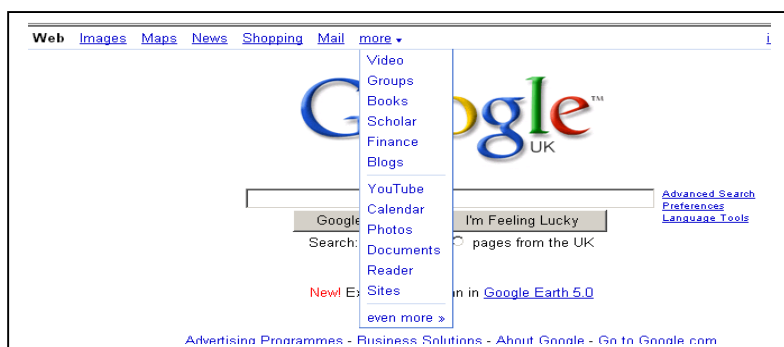 Web Images Maps News Shopping Mail more ▾ i
Video
Groups
Books
Scholar
Finance
Blogs
YouTube
Calendar
Photos
Documents
Reader
Sites
even more »
G gle™
UK
Advanced Search
Preferences
Language Tools
Google I'm Feeling Lucky
Search: pages from the UK
New! in Google Earth 5.0
Advertising Programmes - Business Solutions - About Google - Go to Google.com